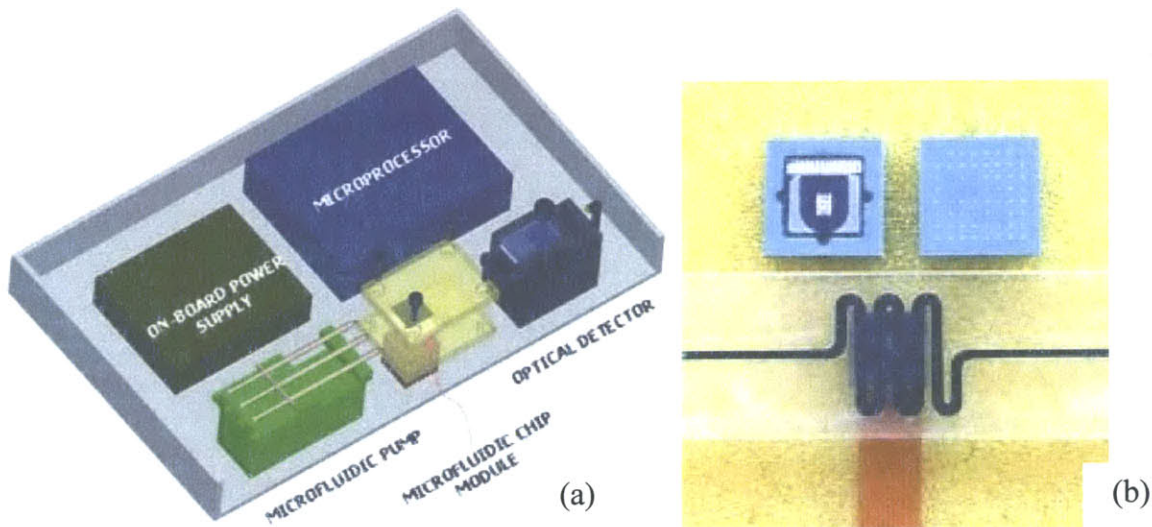 MICROPROCESSOR
ON-BOARD POWER
SUPPLY
OPTICAL DETECTOR
MICROFLUIDIC PUMP
MICROFLUIDIC CHIP
MODULE
(a)
(b)